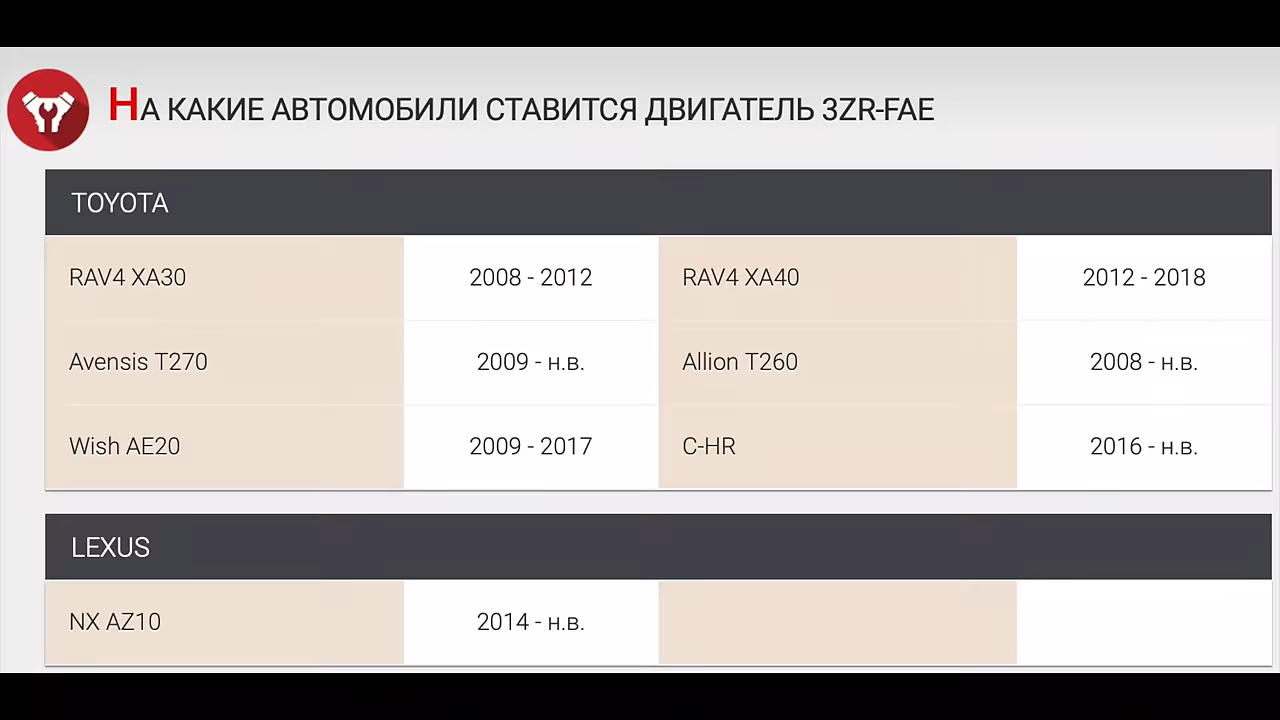 НА КАКИЕ АВТОМОБИЛИ СТАВИТСЯ ДВИГАТЕЛЬ 3ZR-FAE
TOYOTA
RAV4 XA30 2008 - 2012 RAV4 XA40 2012 - 2018
Avensis T270 2009 - н.в. Allion T260 2008 - н.в.
Wish AE20 2009 - 2017 C-HR 2016 - н.в.
LEXUS
NX AZ10 2014 - н.в.